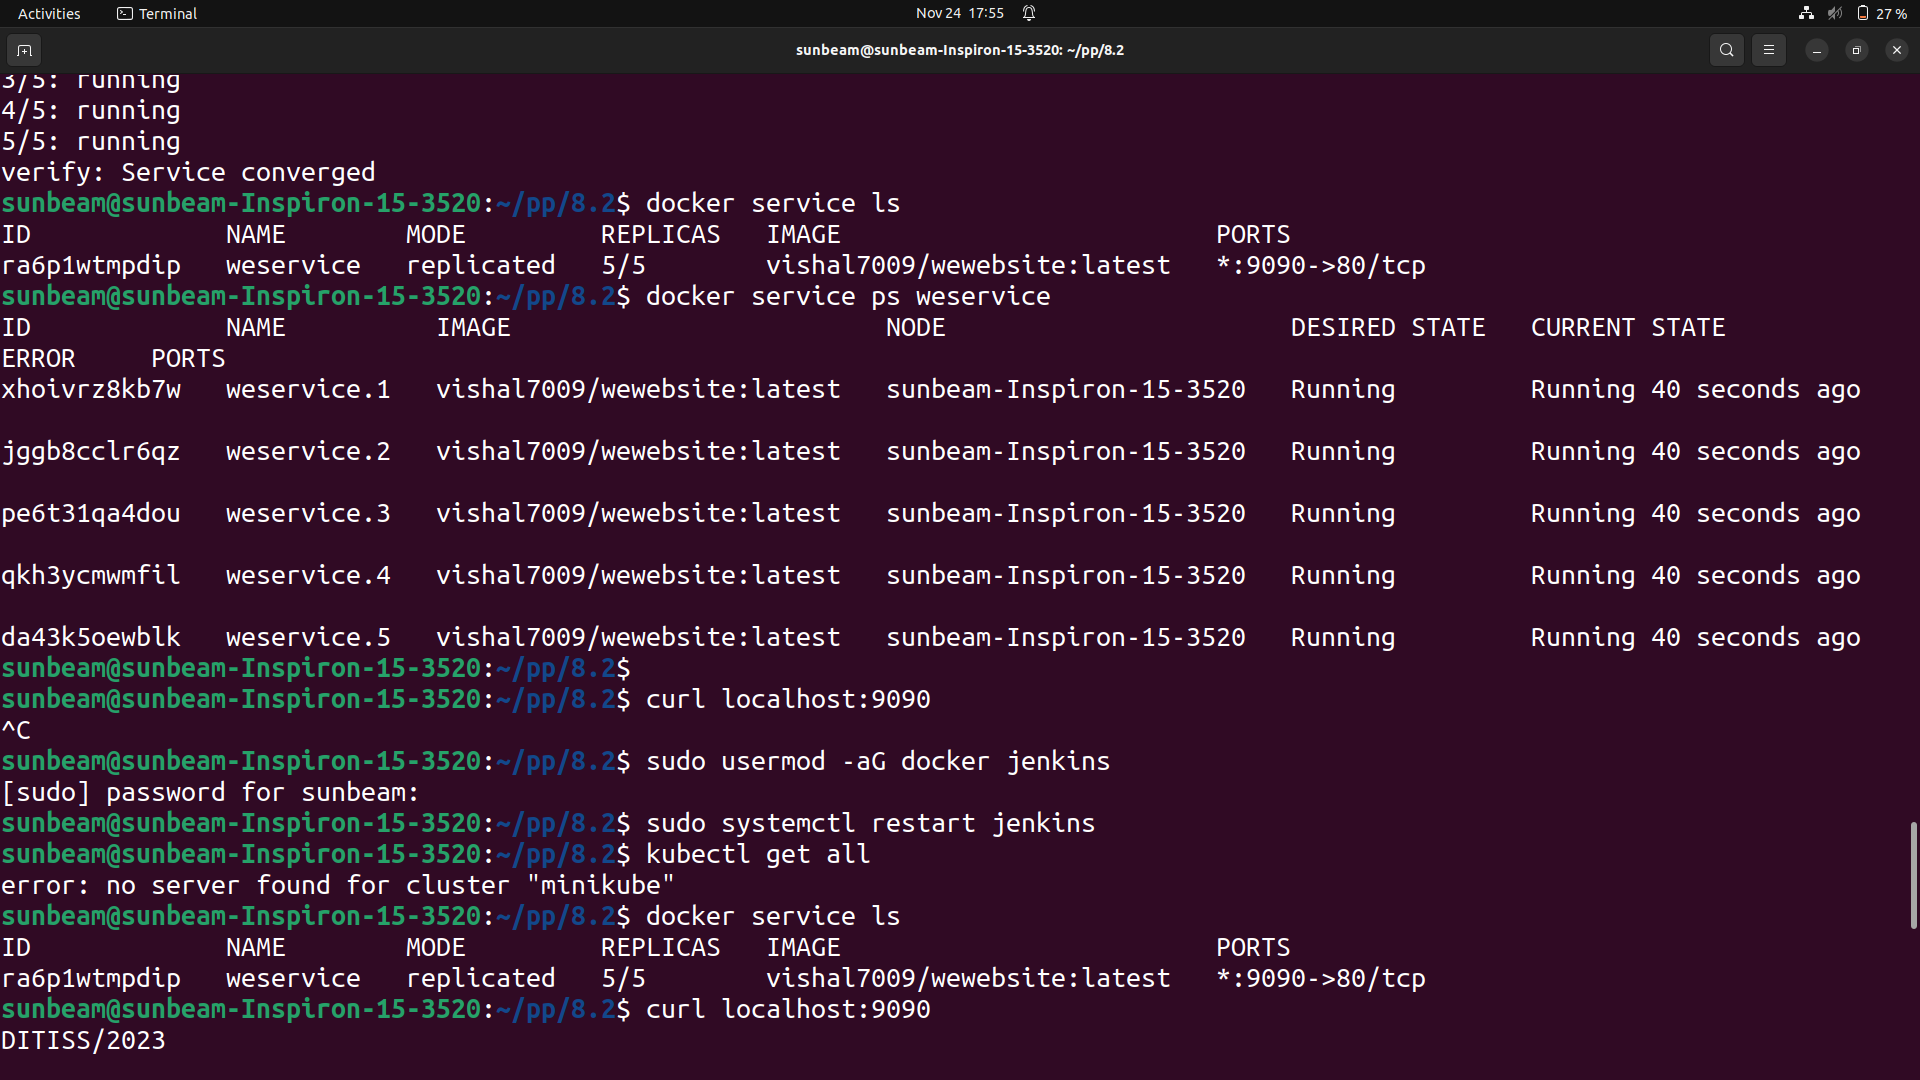 Activities Terminal Nov 24 17:55 27 %
sunbeam@sunbeam-Inspiron-15-3520: ~/pp/8.2
3/5: running
4/5: running
5/5: running
verify: Service converged
sunbeam@sunbeam-Inspiron-15-3520:~/pp/8.2$ docker service ls
ID             NAME        MODE         REPLICAS   IMAGE                         PORTS
ra6p1wtmpdip   weservice   replicated   5/5        vishal7009/wewebsite:latest   *:9090->80/tcp
sunbeam@sunbeam-Inspiron-15-3520:~/pp/8.2$ docker service ps weservice
ID             NAME          IMAGE                         NODE                       DESIRED STATE   CURRENT STATE
ERROR     PORTS
xhoivrz8kb7w   weservice.1   vishal7009/wewebsite:latest   sunbeam-Inspiron-15-3520   Running         Running 40 seconds ago
jggb8cclr6qz   weservice.2   vishal7009/wewebsite:latest   sunbeam-Inspiron-15-3520   Running         Running 40 seconds ago
pe6t31qa4dou   weservice.3   vishal7009/wewebsite:latest   sunbeam-Inspiron-15-3520   Running         Running 40 seconds ago
qkh3ycmwmfil   weservice.4   vishal7009/wewebsite:latest   sunbeam-Inspiron-15-3520   Running         Running 40 seconds ago
da43k5oewblk   weservice.5   vishal7009/wewebsite:latest   sunbeam-Inspiron-15-3520   Running         Running 40 seconds ago
sunbeam@sunbeam-Inspiron-15-3520:~/pp/8.2$
sunbeam@sunbeam-Inspiron-15-3520:~/pp/8.2$ curl localhost:9090
^C
sunbeam@sunbeam-Inspiron-15-3520:~/pp/8.2$ sudo usermod -aG docker jenkins
[sudo] password for sunbeam:
sunbeam@sunbeam-Inspiron-15-3520:~/pp/8.2$ sudo systemctl restart jenkins
sunbeam@sunbeam-Inspiron-15-3520:~/pp/8.2$ kubectl get all
error: no server found for cluster "minikube"
sunbeam@sunbeam-Inspiron-15-3520:~/pp/8.2$ docker service ls
ID             NAME        MODE         REPLICAS   IMAGE                         PORTS
ra6p1wtmpdip   weservice   replicated   5/5        vishal7009/wewebsite:latest   *:9090->80/tcp
sunbeam@sunbeam-Inspiron-15-3520:~/pp/8.2$ curl localhost:9090
DITISS/2023